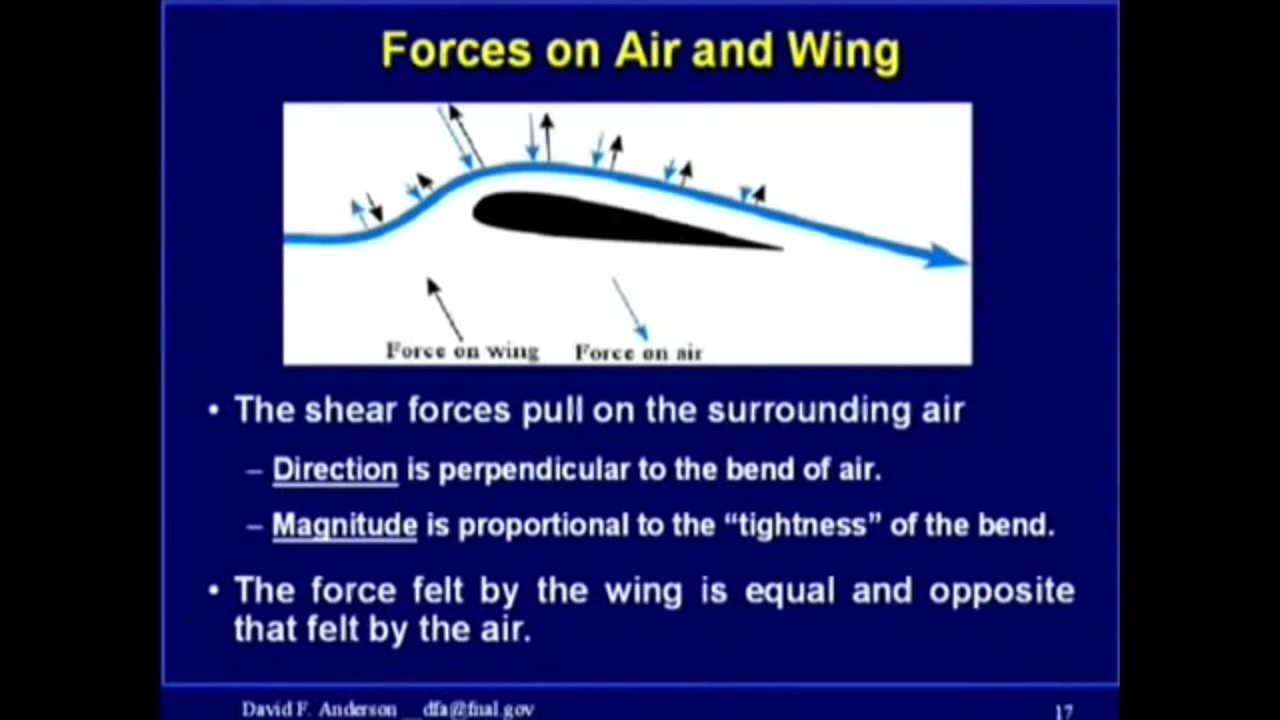 Forces on Air and Wing
Force on wing Force on air
• The shear forces pull on the surrounding air
– Direction is perpendicular to the bend of air.
– Magnitude is proportional to the “tightness” of the bend.
• The force felt by the wing is equal and opposite
that felt by the air.
David F. Anderson __dfa@fnal.gov 17